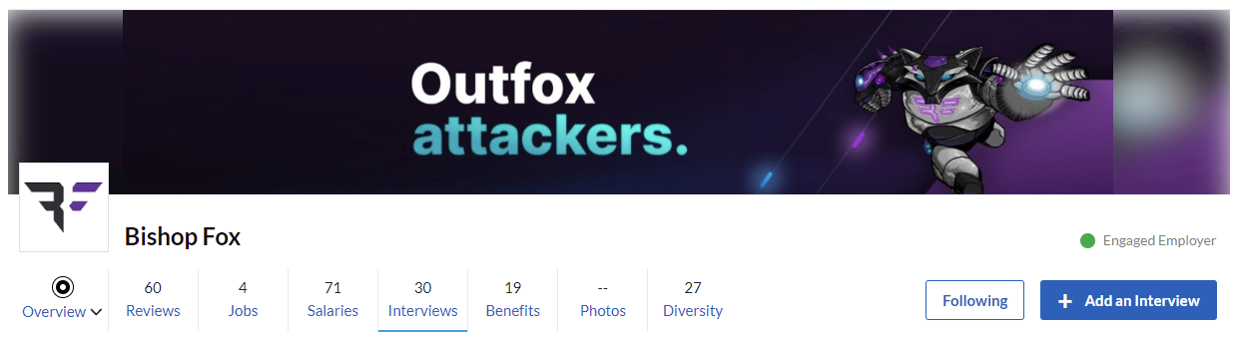 Outfox
attackers.
Bishop Fox
Engaged Employer
Overview
60
Reviews
4
Jobs
71
Salaries
30
Interviews
19
Benefits
--
Photos
27
Diversity
Following
+ Add an Interview